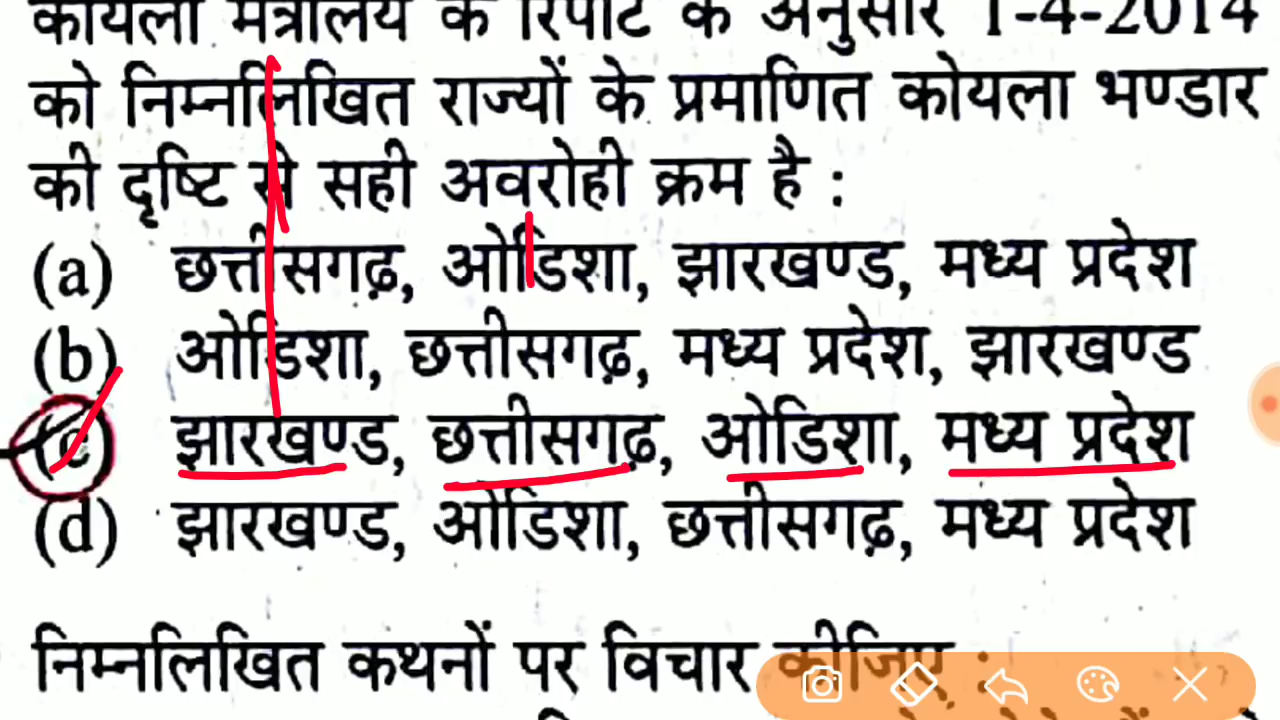 कोयला मंत्रालय के रिपोर्ट के अनुसार 1-4-2014
को निम्नलिखित राज्यों के प्रमाणित कोयला भण्डार
की दृष्टि से सही अवरोही क्रम है :
(a) छत्तीसगढ़, ओडिशा, झारखण्ड, मध्य प्रदेश
(b) ओडिशा, छत्तीसगढ़, मध्य प्रदेश, झारखण्ड
(c) झारखण्ड, छत्तीसगढ़, ओडिशा, मध्य प्रदेश
(d) झारखण्ड, ओडिशा, छत्तीसगढ़, मध्य प्रदेश
निम्नलिखित कथनों पर विचार कीजिए :